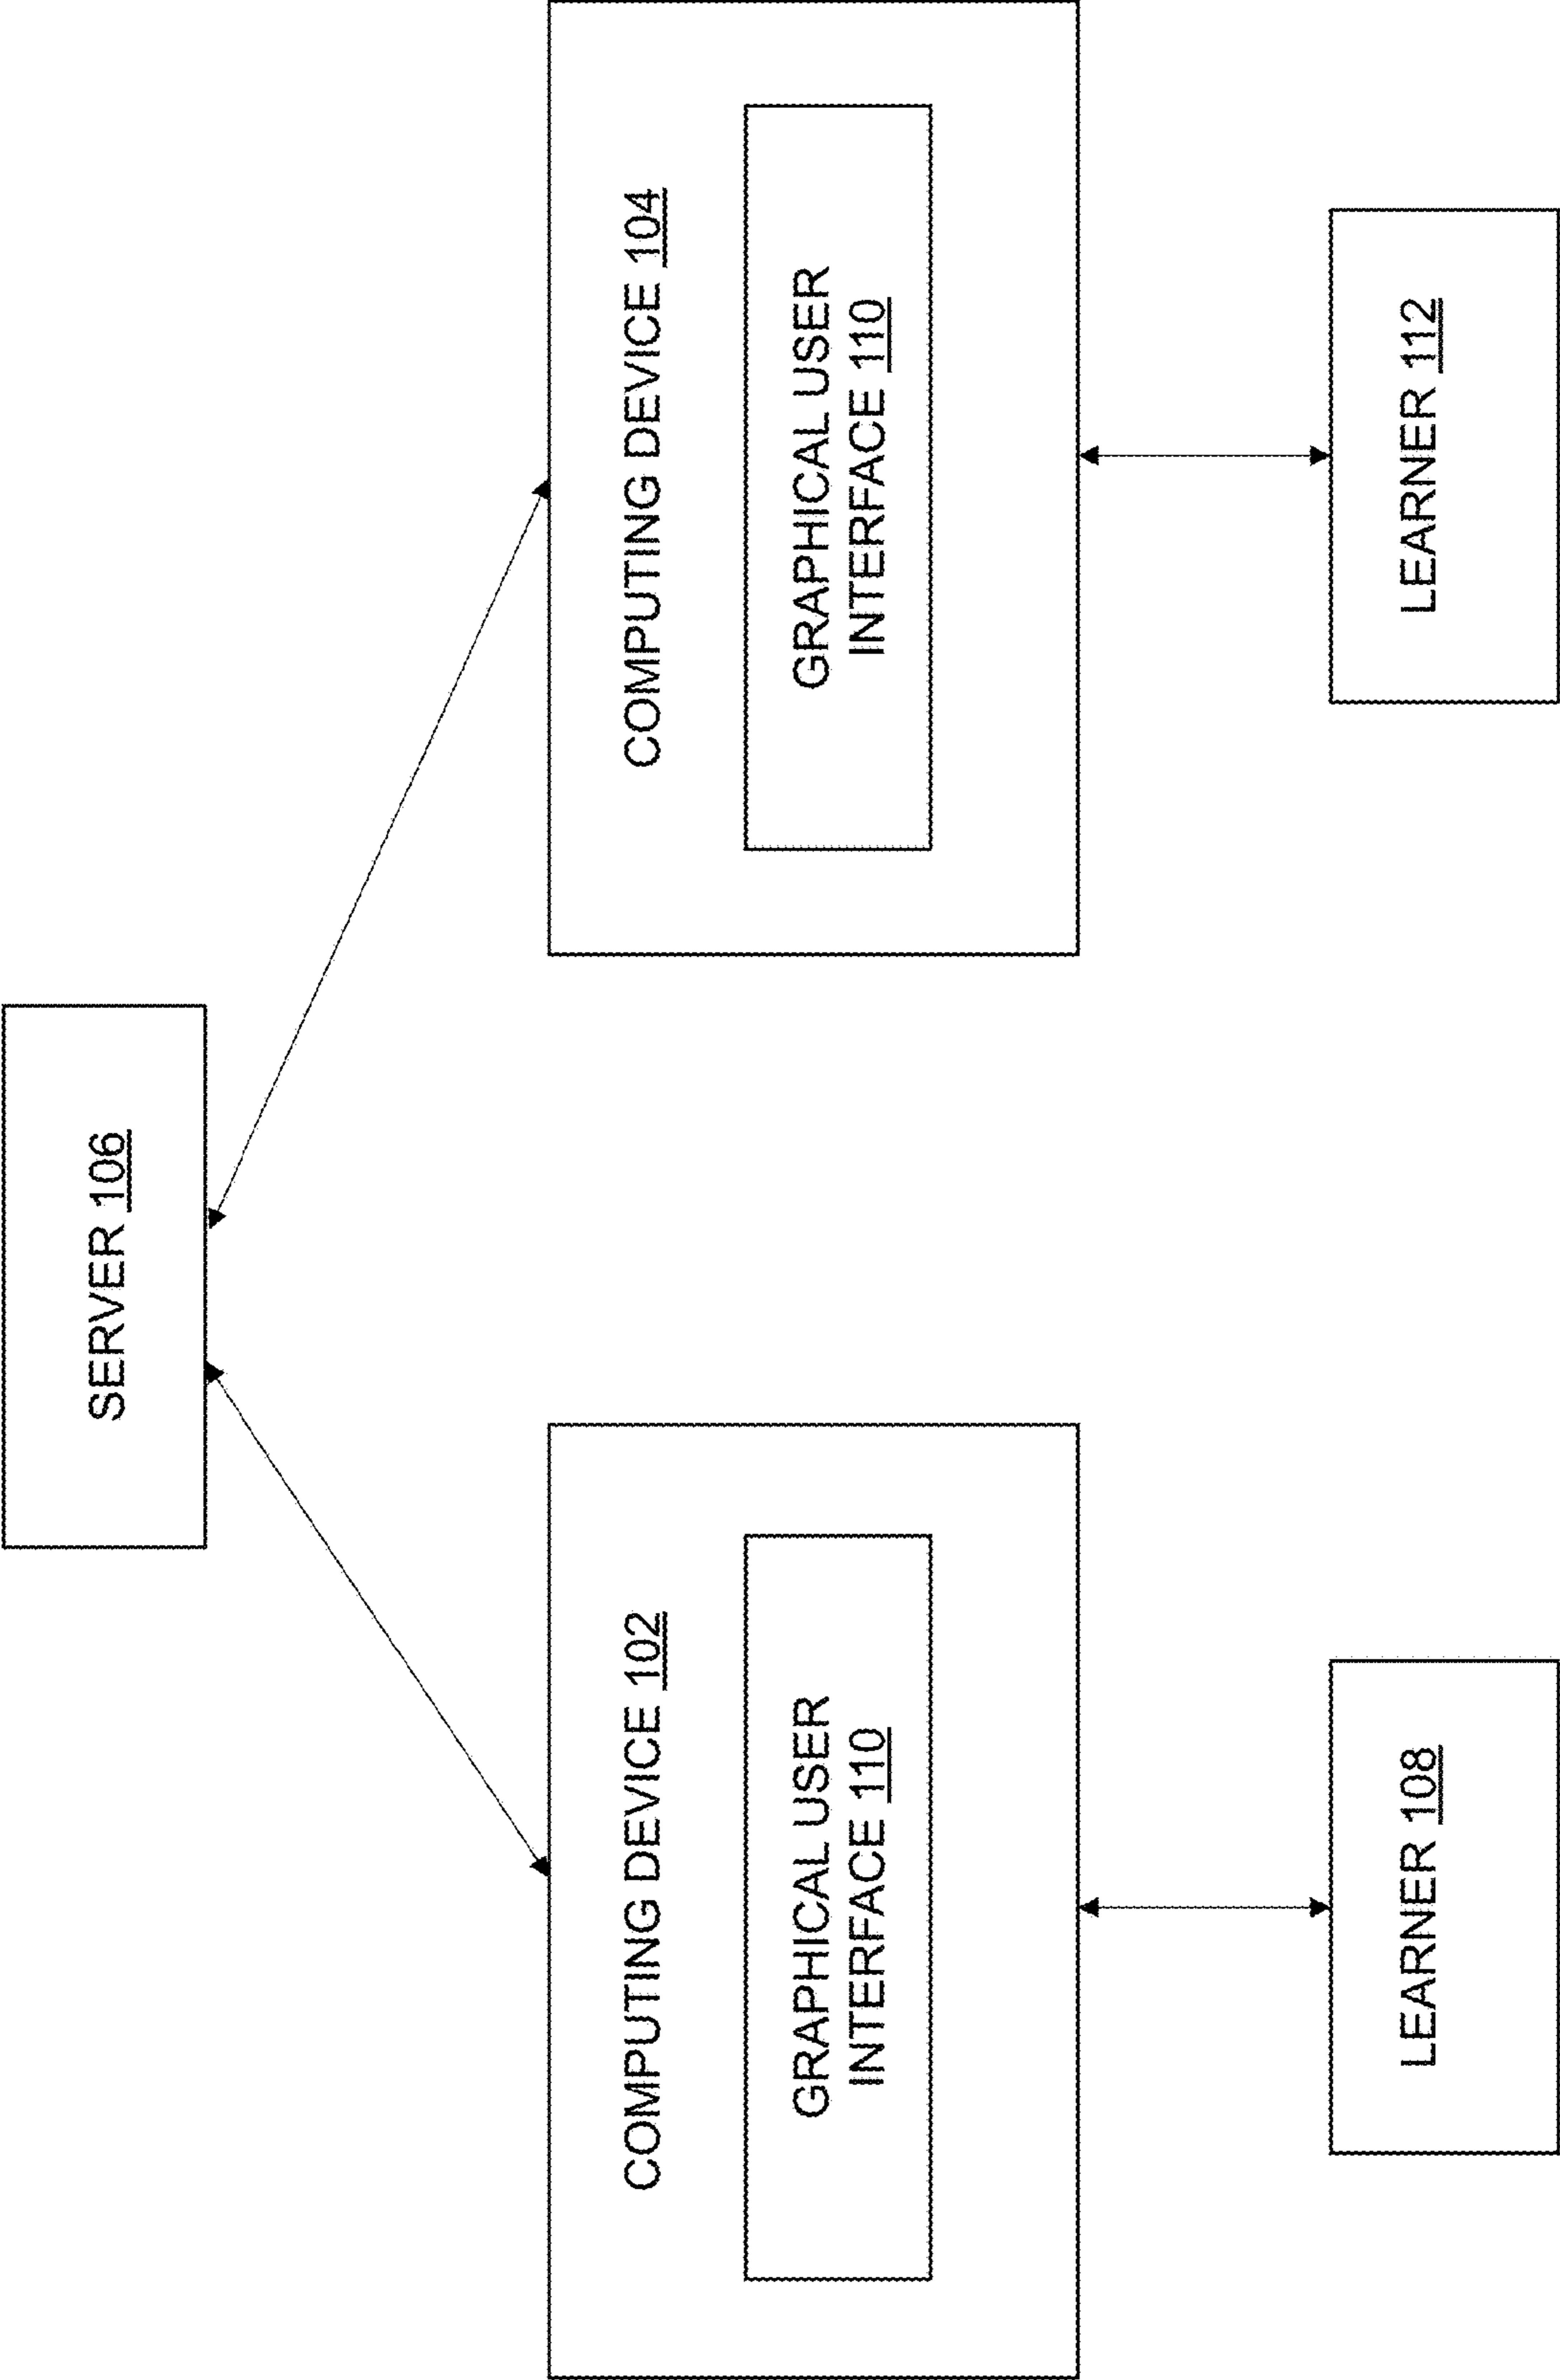 SERVER 106
COMPUTING DEVICE 102
GRAPHICAL USER
INTERFACE 110
COMPUTING DEVICE 104
GRAPHICAL USER
INTERFACE 110
LEARNER 108
LEARNER 112